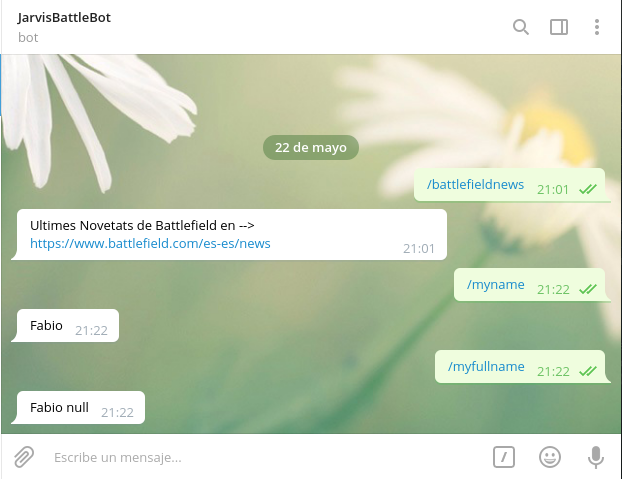 JarvisBattleBot
bot
22 de mayo
/battlefieldnews 21:01
Ultimes Novetats de Battlefield en -->
https://www.battlefield.com/es-es/news 21:01
/myname 21:22
Fabio 21:22
/myfullname 21:22
Fabio null 21:22
Escribe un mensaje...